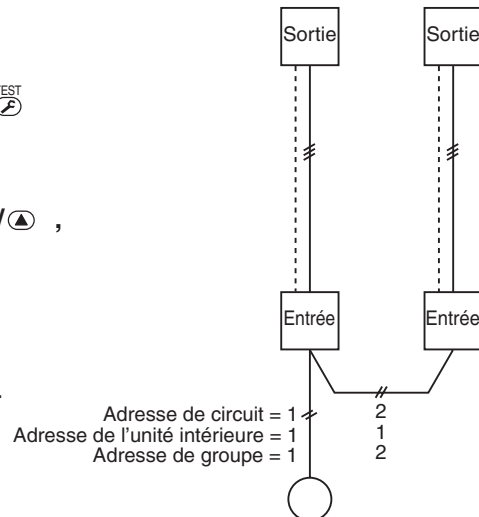 Sortie Sortie
TEST
/ ,
Entrée Entrée
.
Adresse de circuit = 1 2
Adresse de l'unité intérieure = 1 1
Adresse de groupe = 1 2